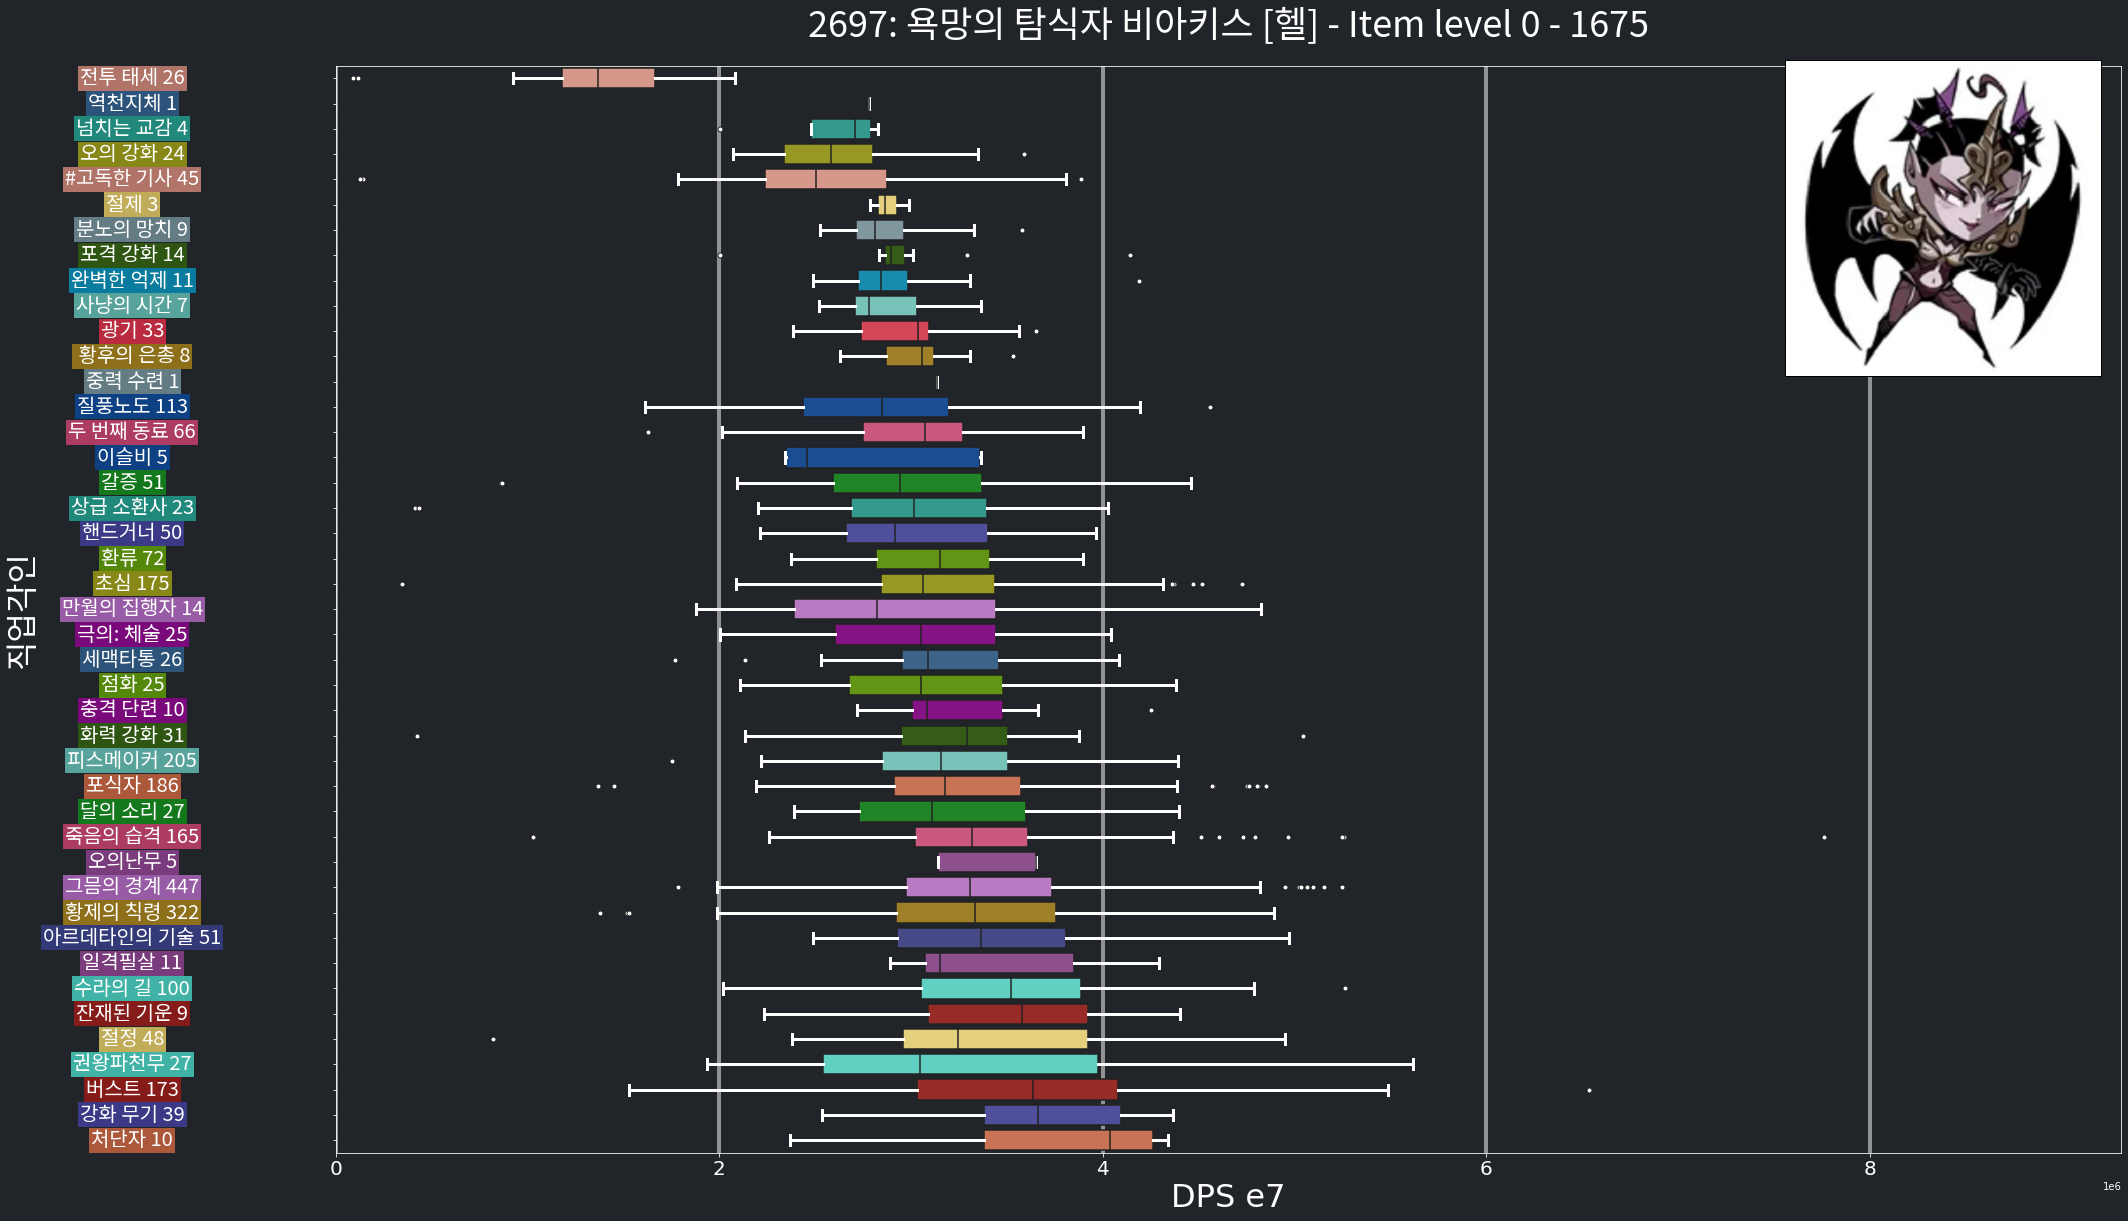 2697: 욕망의 탐식자 비아키스 [헬] - Item level 0 - 1675
직업각인
전투 태세 26
역천지체 1
넘치는 교감 4
오의 강화 24
#고독한 기사 45
절제 3
분노의 망치 9
포격 강화 14
완벽한 억제 11
사냥의 시간 7
광기 33
황후의 은총 8
중력 수련 1
질풍노도 113
두 번째 동료 66
이슬비 5
갈증 51
상급 소환사 23
핸드거너 50
환류 72
초심 175
만월의 집행자 14
극의: 체술 25
세맥타통 26
점화 25
충격 단련 10
화력 강화 31
피스메이커 205
포식자 186
달의 소리 27
죽음의 습격 165
오의난무 5
그믐의 경계 447
황제의 칙령 322
아르데타인의 기술 51
일격필살 11
수라의 길 100
잔재된 기운 9
절정 48
권왕파천무 27
버스트 173
강화 무기 39
처단자 10
0 2 4 6 8
1e6
DPS e7